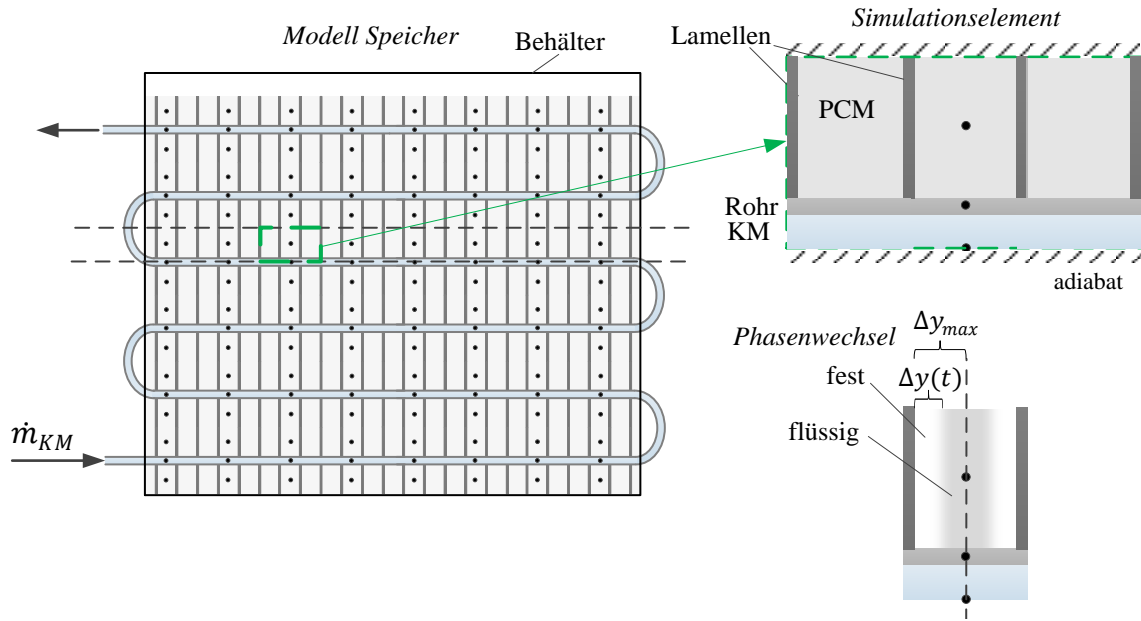 Modell Speicher
Behälter
Simulationselement
Lamellen
PCM
Rohr
KM
adiabat
Phasenwechsel
Δy_max
Δy(t)
fest
flüssig
ṁ_KM